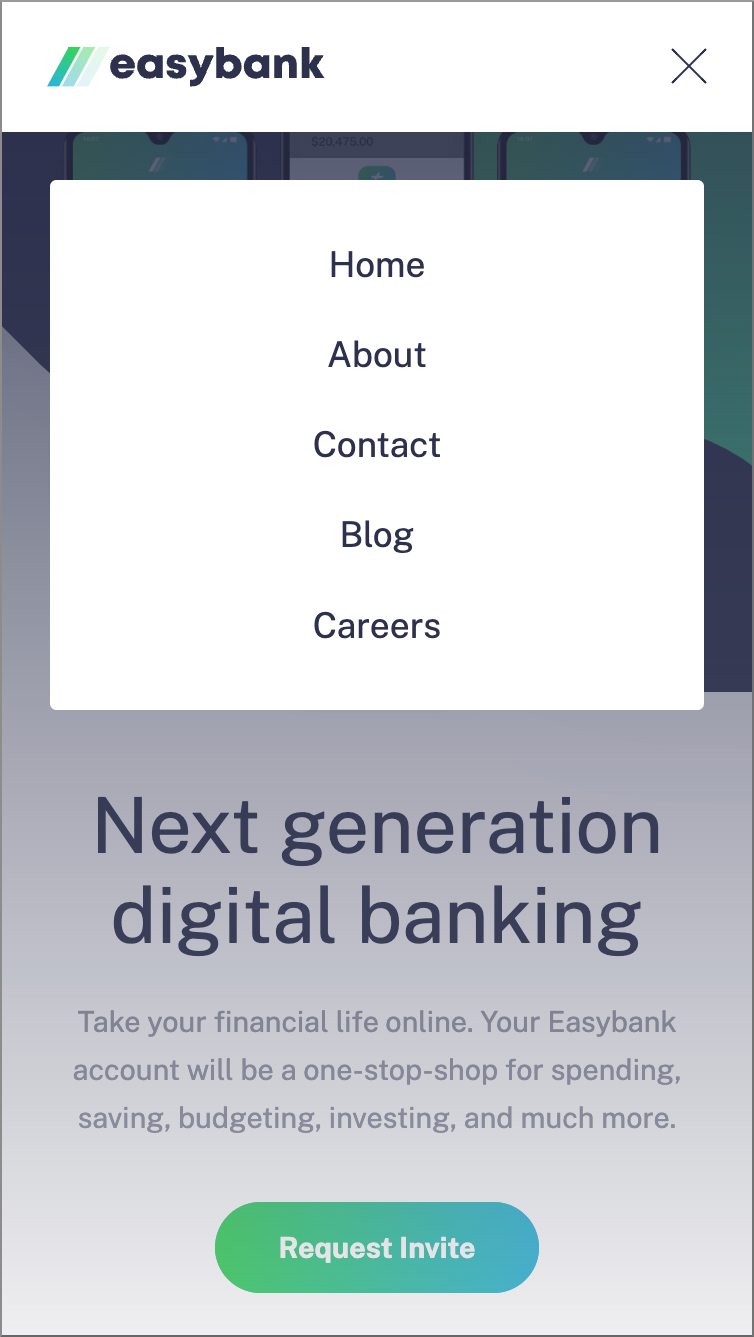 easybank
$20,475.00
Home
About
Contact
Blog
Careers
Next generation
digital banking
Take your financial life online. Your Easybank
account will be a one-stop-shop for spending,
saving, budgeting, investing, and much more.
Request Invite